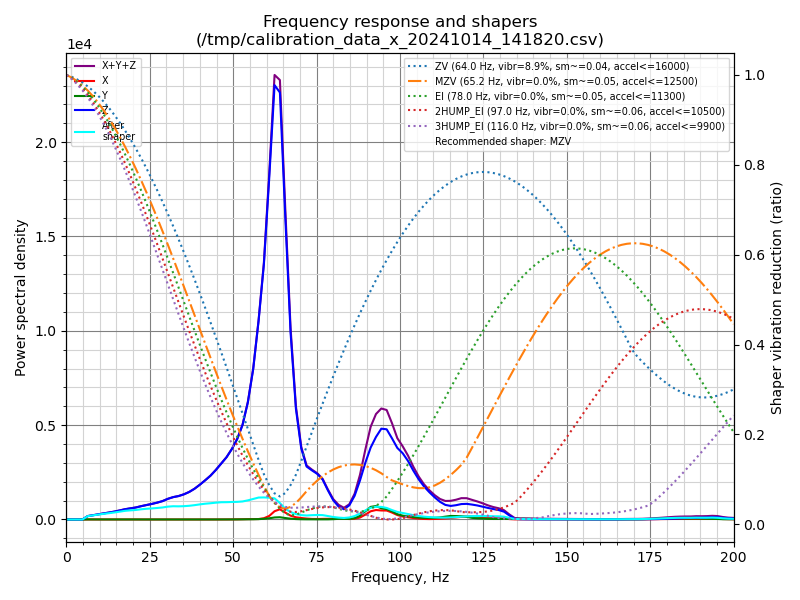 Frequency response and shapers
(/tmp/calibration_data_x_20241014_141820.csv)
1e4
X+Y+Z
X
Y
Z
After
shaper
ZV (64.0 Hz, vibr=8.9%, sm~=0.04, accel<=16000)
MZV (65.2 Hz, vibr=0.0%, sm~=0.05, accel<=12500)
EI (78.0 Hz, vibr=0.0%, sm~=0.05, accel<=11300)
2HUMP_EI (97.0 Hz, vibr=0.0%, sm~=0.06, accel<=10500)
3HUMP_EI (116.0 Hz, vibr=0.0%, sm~=0.06, accel<=9900)
Recommended shaper: MZV
Power spectral density
2.0
1.5
1.0
0.5
0.0
1.0
0.8
0.6
0.4
0.2
0.0
Shaper vibration reduction (ratio)
0 25 50 75 100 125 150 175 200
Frequency, Hz